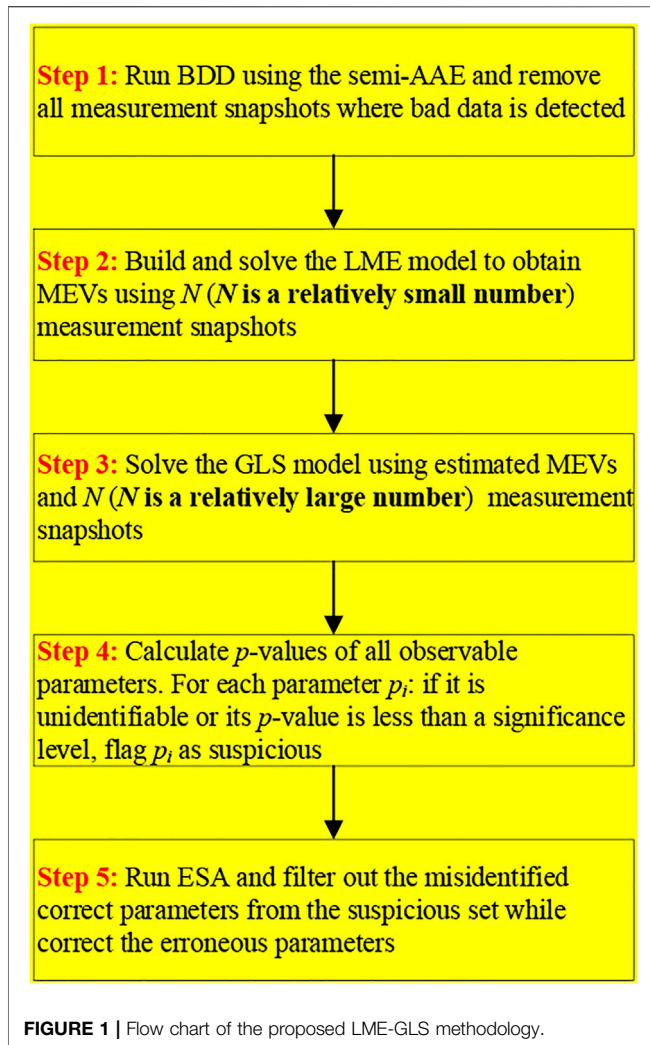 Step 1: Run BDD using the semi-AAE and remove
all measurement snapshots where bad data is detected
Step 2: Build and solve the LME model to obtain
MEVs using N (N is a relatively small number)
measurement snapshots
Step 3: Solve the GLS model using estimated MEVs
and N (N is a relatively large number) measurement
snapshots
Step 4: Calculate p-values of all observable
parameters. For each parameter pᵢ: if it is
unidentifiable or its p-value is less than a significance
level, flag pᵢ as suspicious
Step 5: Run ESA and filter out the misidentified
correct parameters from the suspicious set while
correct the erroneous parameters
FIGURE 1 | Flow chart of the proposed LME-GLS methodology.